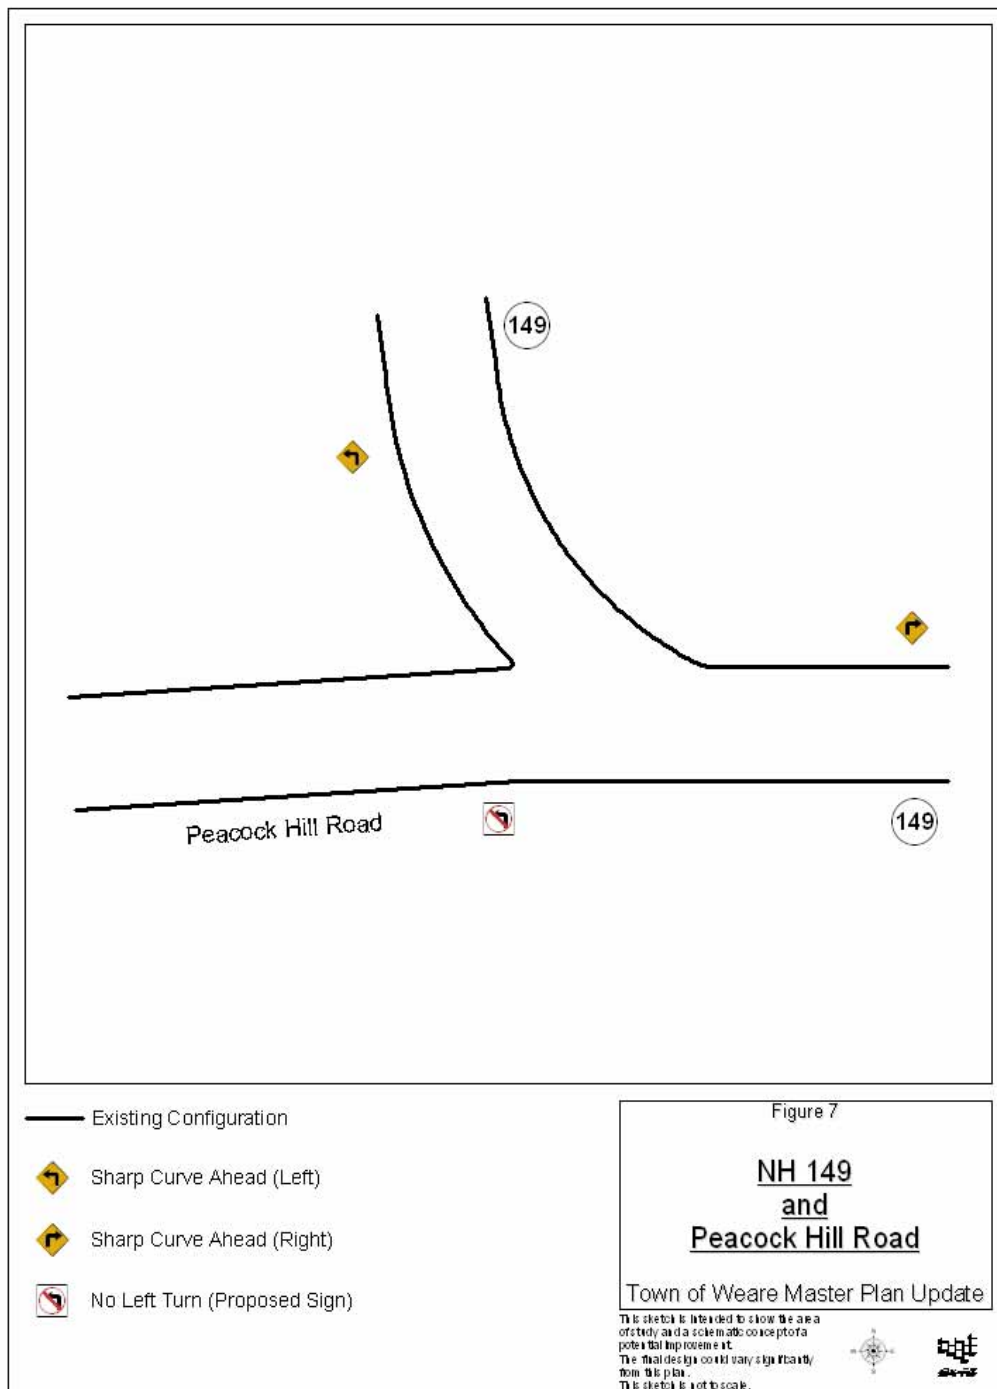 149
149
Peacock Hill Road
Existing Configuration
Sharp Curve Ahead (Left)
Sharp Curve Ahead (Right)
No Left Turn (Proposed Sign)
Figure 7
NH 149
and
Peacock Hill Road
Town of Weare Master Plan Update
This sketch is intended to show the area
of study and a schematic concept of a
potential improvement.
The final design could vary significantly
from this plan.
This sketch is not to scale.